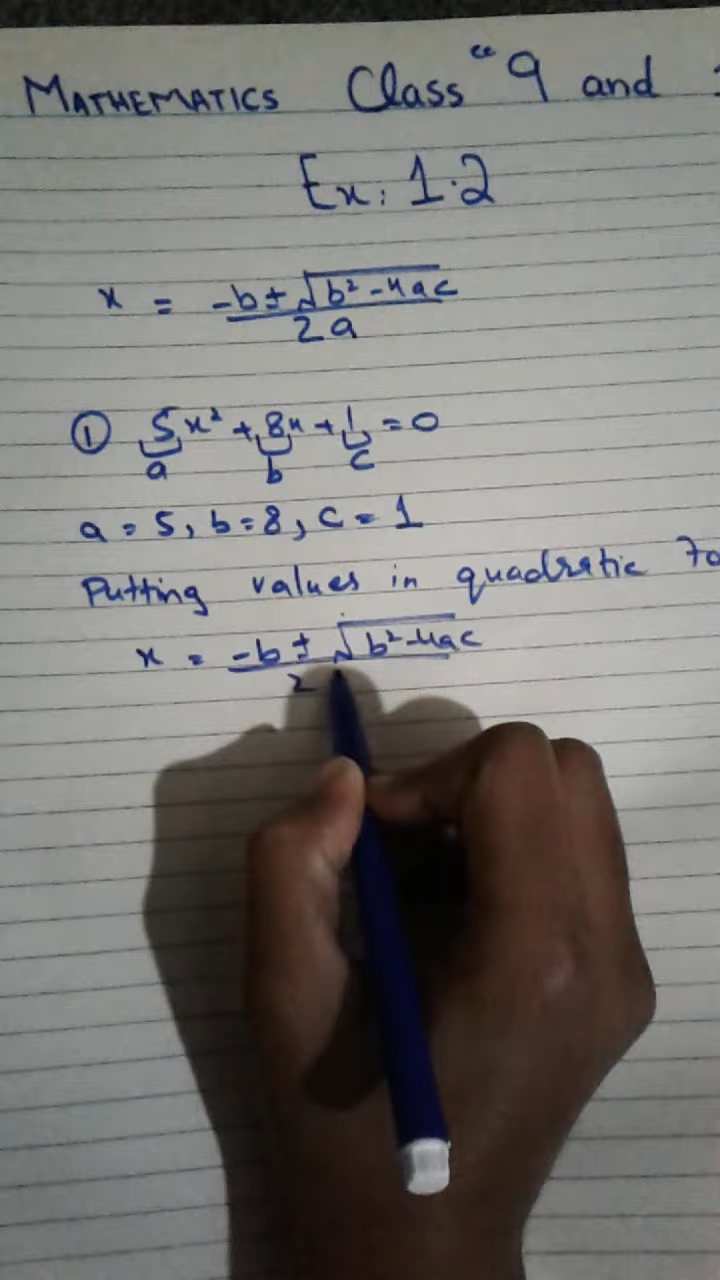 MATHEMATICS Class “9 and
Ex: 1.2
x = -b ± √b² - 4ac
2a
① 5x² + 8x + 1 = 0
a b c
a = 5, b = 8, c = 1
Putting values in quadratic
x = -b ± √b² - 4ac
2